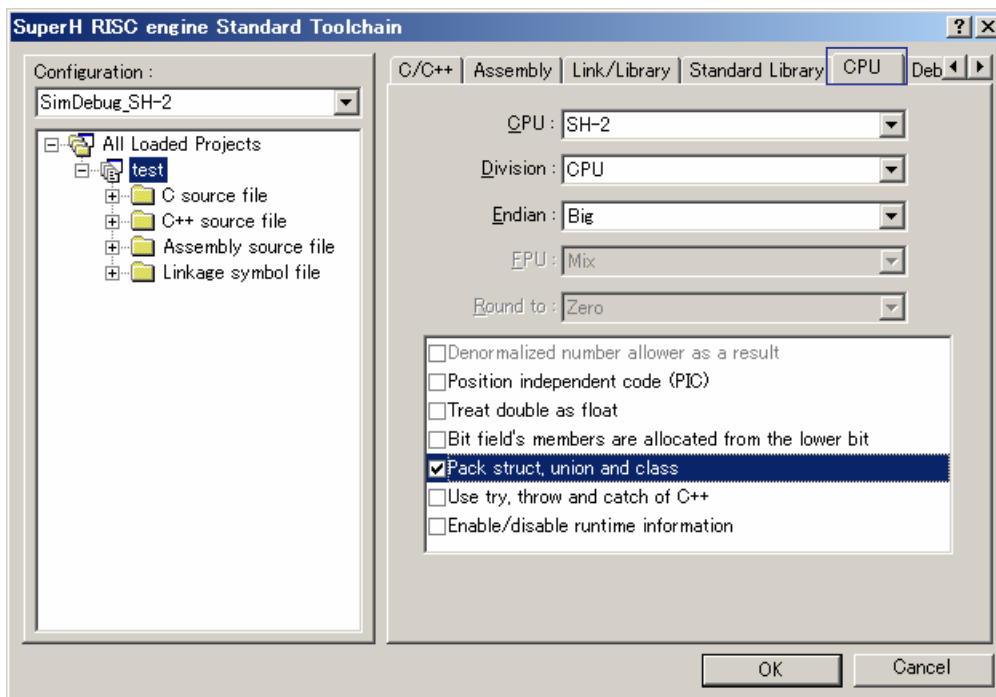 SuperH RISC engine Standard Toolchain
Configuration :
SimDebug_SH-2
All Loaded Projects
test
C source file
C++ source file
Assembly source file
Linkage symbol file
C/C++ Assembly Link/Library Standard Library CPU Deb
CPU : SH-2
Division : CPU
Endian : Big
FPU : Mix
Round to : Zero
Denormalized number allower as a result
Position independent code (PIC)
Treat double as float
Bit field's members are allocated from the lower bit
Pack struct, union and class
Use try, throw and catch of C++
Enable/disable runtime information
OK Cancel